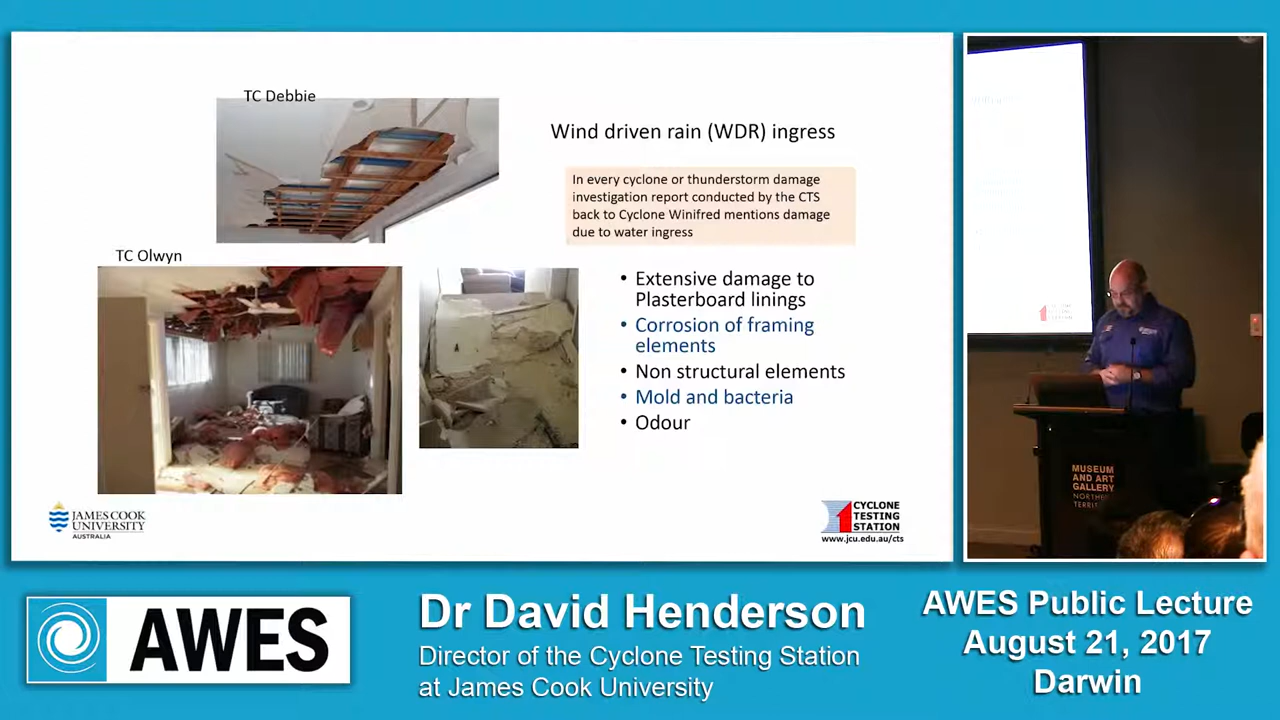 TC Debbie
Wind driven rain (WDR) ingress
In every cyclone or thunderstorm damage
investigation report conducted by the CTS
back to Cyclone Winifred mentions damage
due to water ingress
TC Olwyn
• Extensive damage to
Plasterboard linings
• Corrosion of framing
elements
• Non structural elements
• Mold and bacteria
• Odour
JAMES COOK
UNIVERSITY
AUSTRALIA
CYCLONE
TESTING
STATION
www.jcu.edu.au/cts
CYCLONE
TESTING
STATION
MUSEUM
AND ART
GALLERY
AWES
Dr David Henderson
Director of the Cyclone Testing Station
at James Cook University
AWES Public Lecture
August 21, 2017
Darwin